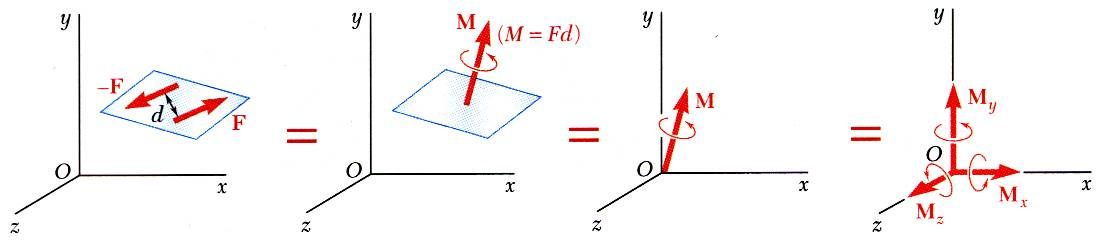 y
–F
d
F
O
x
z
=
y
M
(M = Fd)
O
x
z
=
y
M
O
x
z
=
y
M_y
O
x
M_z
M_x
z